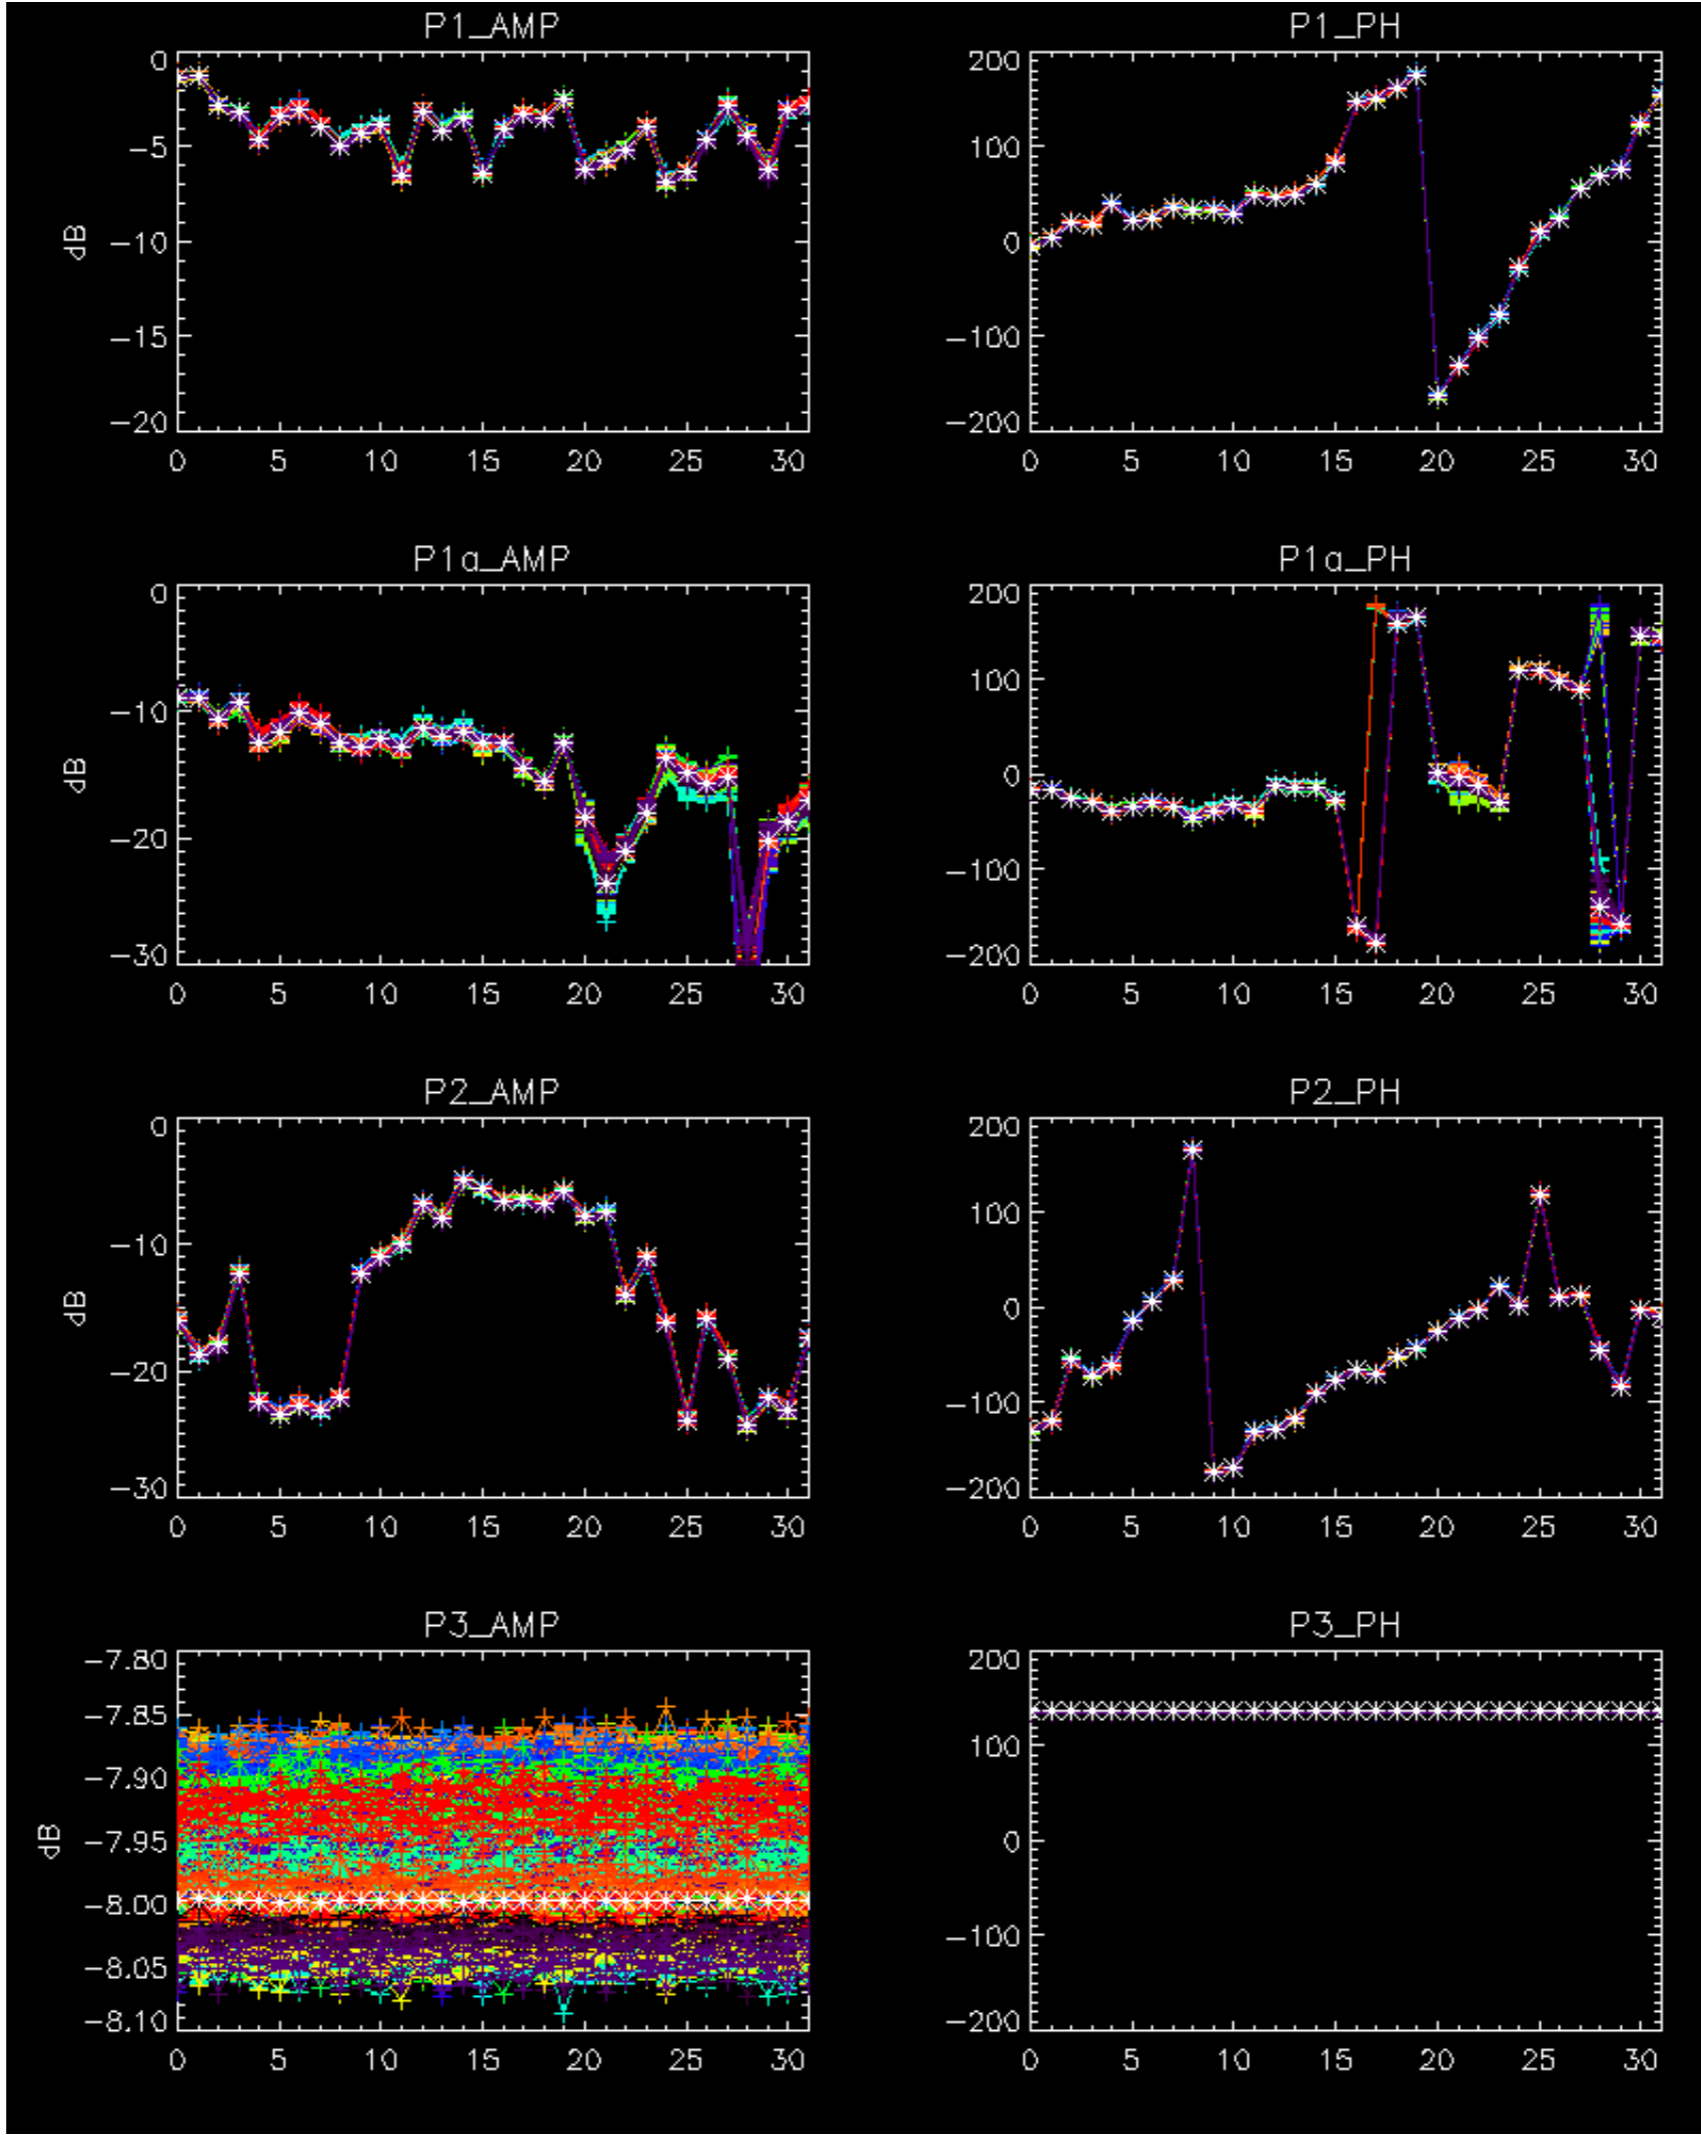 P1_AMP P1_PH
0 200
-5 100
dB -10 0
-15 -100
-20 -200
0 5 10 15 20 25 30 0 5 10 15 20 25 30
P1a_AMP P1a_PH
0 200
-10 100
dB 0
-20 -100
-30 -200
0 5 10 15 20 25 30 0 5 10 15 20 25 30
P2_AMP P2_PH
0 200
-10 100
dB 0
-20 -100
-30 -200
0 5 10 15 20 25 30 0 5 10 15 20 25 30
P3_AMP P3_PH
-7.80 200
-7.85
-7.90 100
dB -7.95 0
-8.00
-8.05 -100
-8.10 -200
0 5 10 15 20 25 30 0 5 10 15 20 25 30